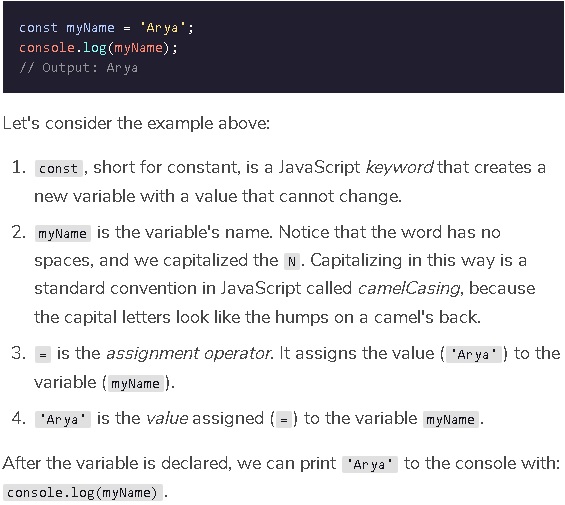 const myName = 'Arya';
console.log(myName);
// Output: Arya
Let's consider the example above:
1. const , short for constant, is a JavaScript keyword that creates a
new variable with a value that cannot change.
2. myName is the variable's name. Notice that the word has no
spaces, and we capitalized the N . Capitalizing in this way is a
standard convention in JavaScript called camelCasing, because
the capital letters look like the humps on a camel's back.
3. = is the assignment operator. It assigns the value ( 'Arya' ) to the
variable ( myName ).
4. 'Arya' is the value assigned ( = ) to the variable myName .
After the variable is declared, we can print 'Arya' to the console with:
console.log(myName) .